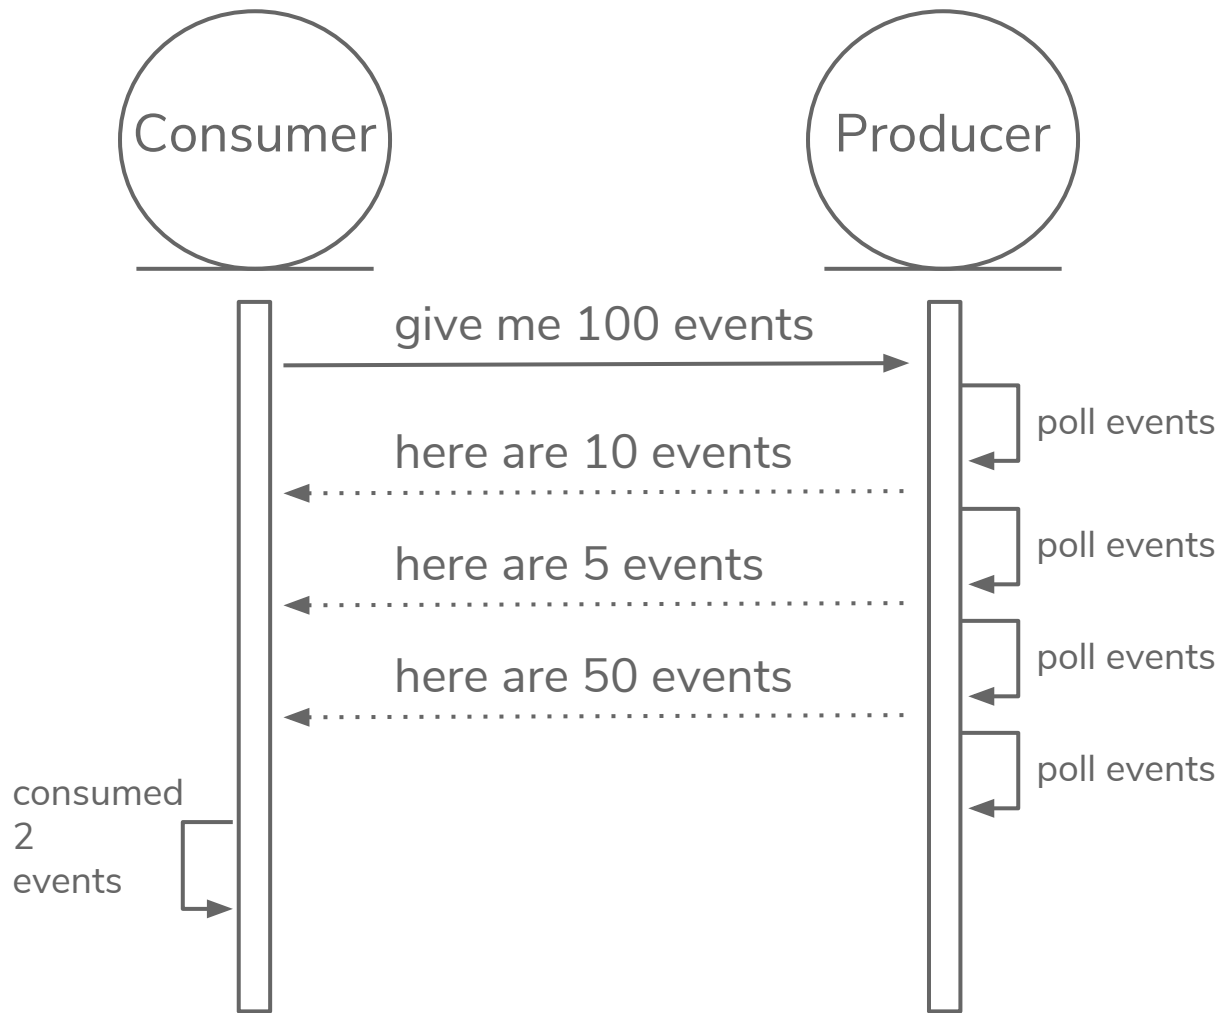 Consumer
Producer
give me 100 events
poll events
here are 10 events
poll events
here are 5 events
poll events
here are 50 events
poll events
consumed
2
events